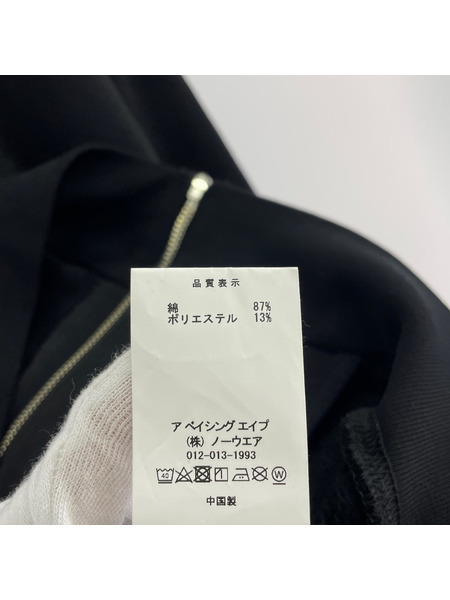 品質表示
綿 87%
ポリエステル 13%
ア ベイシング エイプ
(株) ノーウエア
012-013-1993
40
中国製